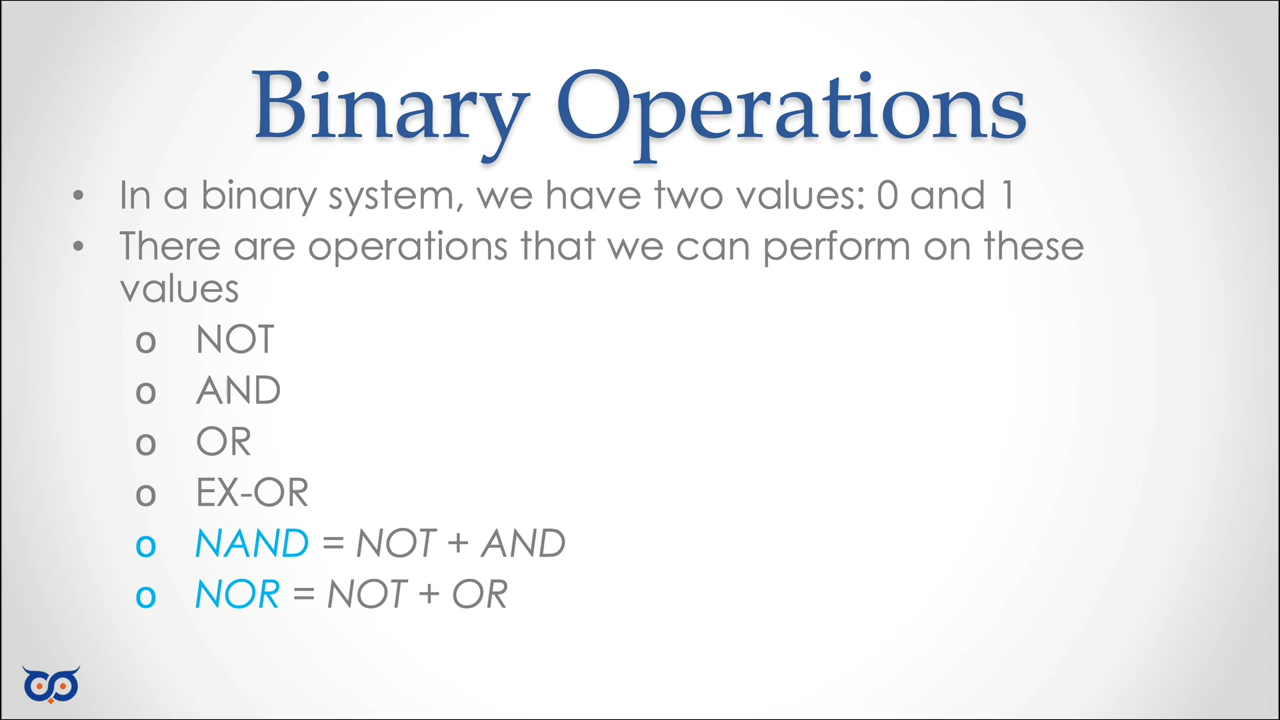 Binary Operations
• In a binary system, we have two values: 0 and 1
• There are operations that we can perform on these
values
o NOT
o AND
o OR
o EX-OR
o NAND = NOT + AND
o NOR = NOT + OR